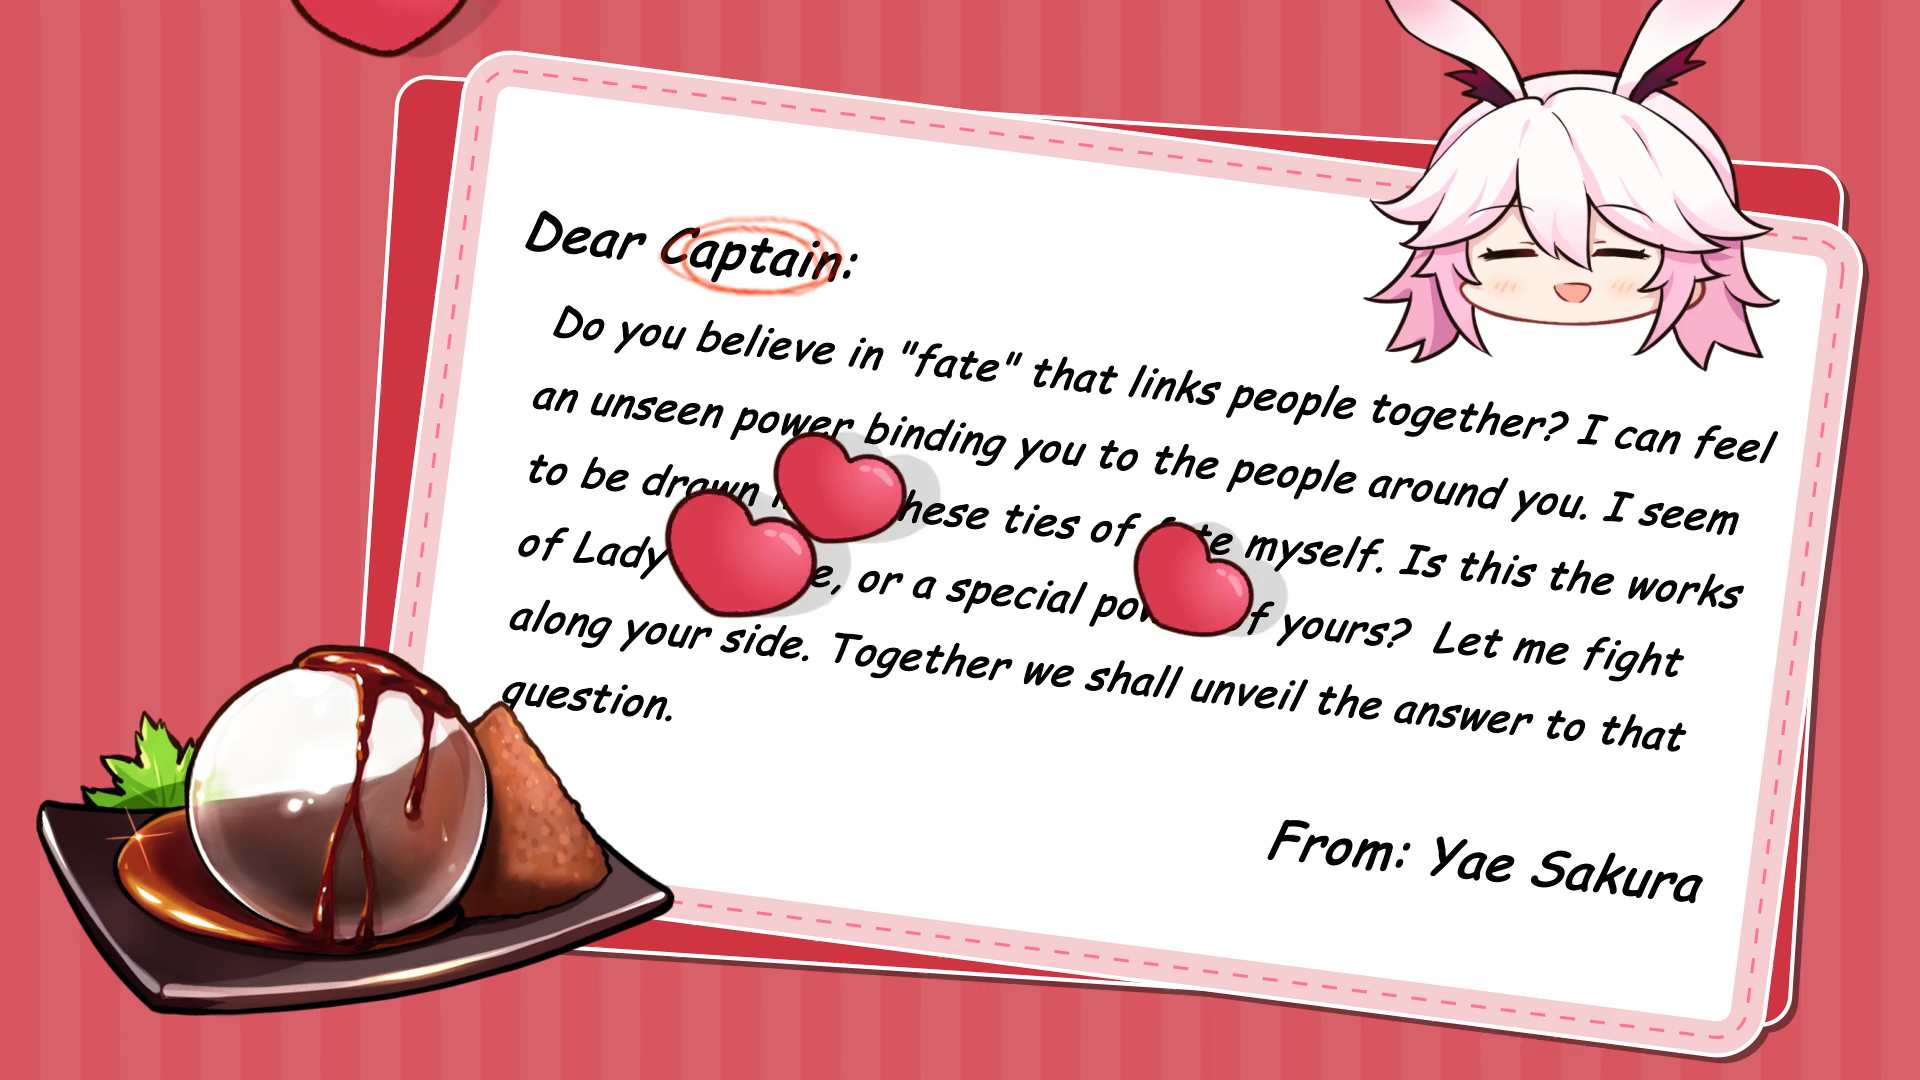 Dear Captain:
Do you believe in "fate" that links people together? I can feel
an unseen power binding you to the people around you. I seem
to be drawn hese ties of fate myself. Is this the works
of Lady e, or a special of yours? Let me fight
along your side. Together we shall unveil the answer to that
question.
From: Yae Sakura